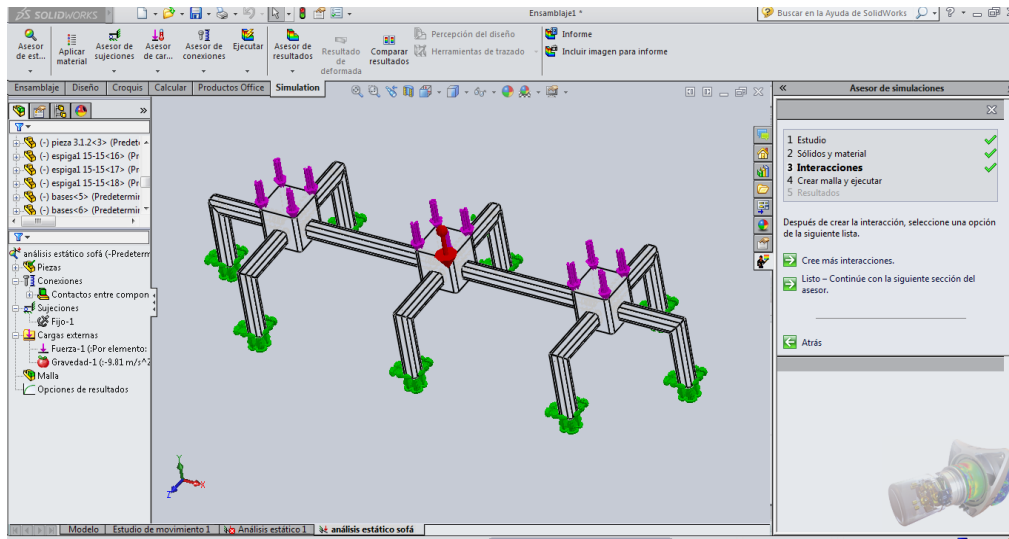 SOLIDWORKS
Ensamblaje1 *
Buscar en la Ayuda de SolidWorks
Asesor de est...
Aplicar material
Asesor de sujeciones
Asesor de car...
Asesor de conexiones
Ejecutar
Asesor de resultados
Resultado de deformada
Comparar resultados
Percepción del diseño
Herramientas de trazado
Informe
Incluir imagen para informe
Ensamblaje
Diseño
Croquis
Calcular
Productos Office
Simulation
(-) pieza 3.1.2<3> (Predet
(-) espiga1 15-15<16> (Pr
(-) espiga1 15-15<17> (Pr
(-) espiga1 15-15<18> (Pr
(-) bases<5> (Predetermir
(-) bases<6> (Predetermir
análisis estático sofá (-Predeterm
Piezas
Conexiones
Contactos entre compon
Sujeciones
Fijo-1
Cargas externas
Fuerza-1 (:Por elemento:
Gravedad-1 (:-9.81 m/s^2
Malla
Opciones de resultados
Y
X
Z
Asesor de simulaciones
1 Estudio
2 Sólidos y material
3 Interacciones
4 Crear malla y ejecutar
5 Resultados
Después de crear la interacción, seleccione una opción
de la siguiente lista.
Cree más interacciones.
Listo – Continúe con la siguiente sección del
asesor.
Atrás
Modelo
Estudio de movimiento 1
Análisis estático 1
análisis estático sofá